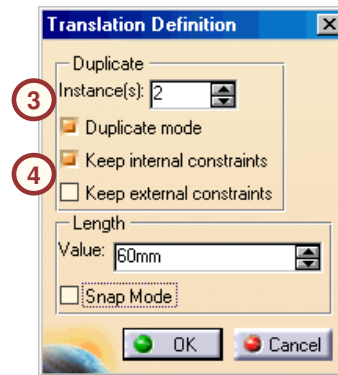 Translation Definition
Duplicate
3
Instance(s): 2
Duplicate mode
4
Keep internal constraints
Keep external constraints
Length
Value: 60mm
Snap Mode
OK Cancel